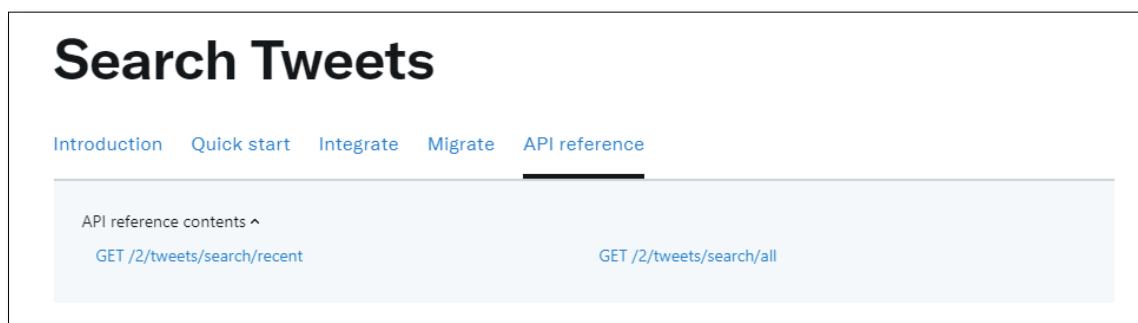 Search Tweets
Introduction Quick start Integrate Migrate API reference
API reference contents
GET /2/tweets/search/recent GET /2/tweets/search/all